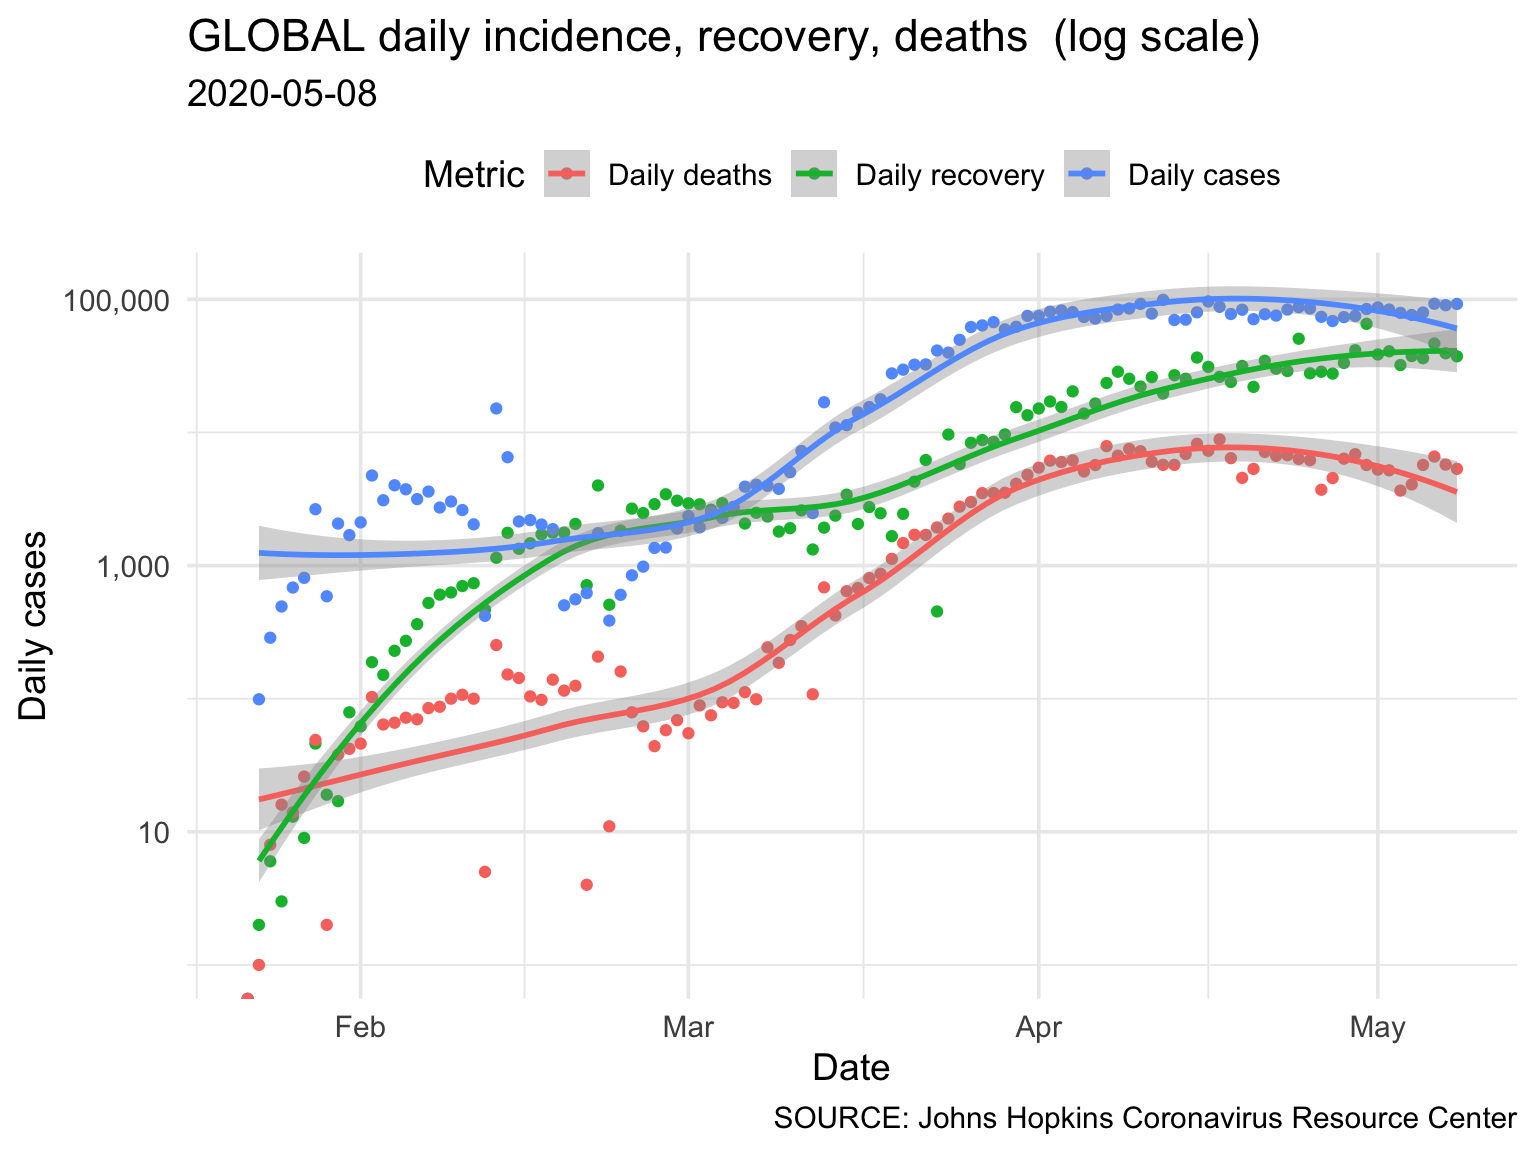 GLOBAL daily incidence, recovery, deaths  (log scale)
2020-05-08
Metric Daily deaths Daily recovery Daily cases
100,000
1,000
10
Daily cases
Feb Mar Apr May
Date
SOURCE: Johns Hopkins Coronavirus Resource Center